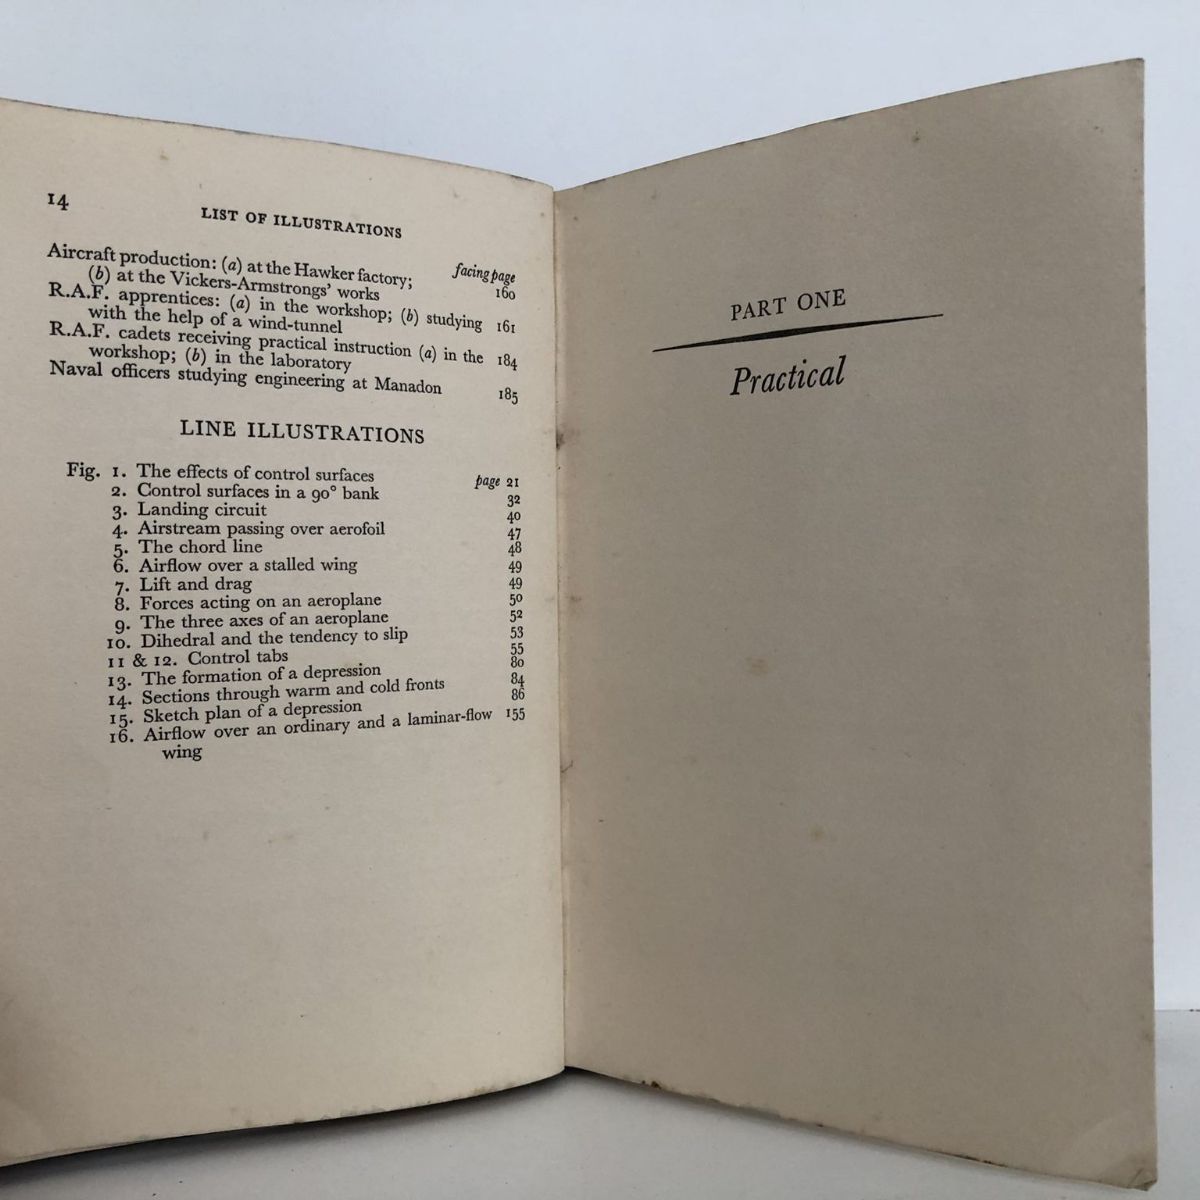 14
LIST OF ILLUSTRATIONS
facing page
Aircraft production: (a) at the Hawker factory;
(b) at the Vickers-Armstrongs' works 160
R.A.F. apprentices: (a) in the workshop; (b) studying
with the help of a wind-tunnel 161
R.A.F. cadets receiving practical instruction (a) in the
workshop; (b) in the laboratory 184
Naval officers studying engineering at Manadon 185
LINE ILLUSTRATIONS
Fig. 1. The effects of control surfaces page 21
2. Control surfaces in a 90° bank 32
3. Landing circuit 40
4. Airstream passing over aerofoil 47
5. The chord line 48
6. Airflow over a stalled wing 49
7. Lift and drag 49
8. Forces acting on an aeroplane 50
9. The three axes of an aeroplane 52
10. Dihedral and the tendency to slip 53
11 & 12. Control tabs 55
13. The formation of a depression 80
14. Sections through warm and cold fronts 84
15. Sketch plan of a depression 86
16. Airflow over an ordinary and a laminar-flow 155
wing
PART ONE
Practical